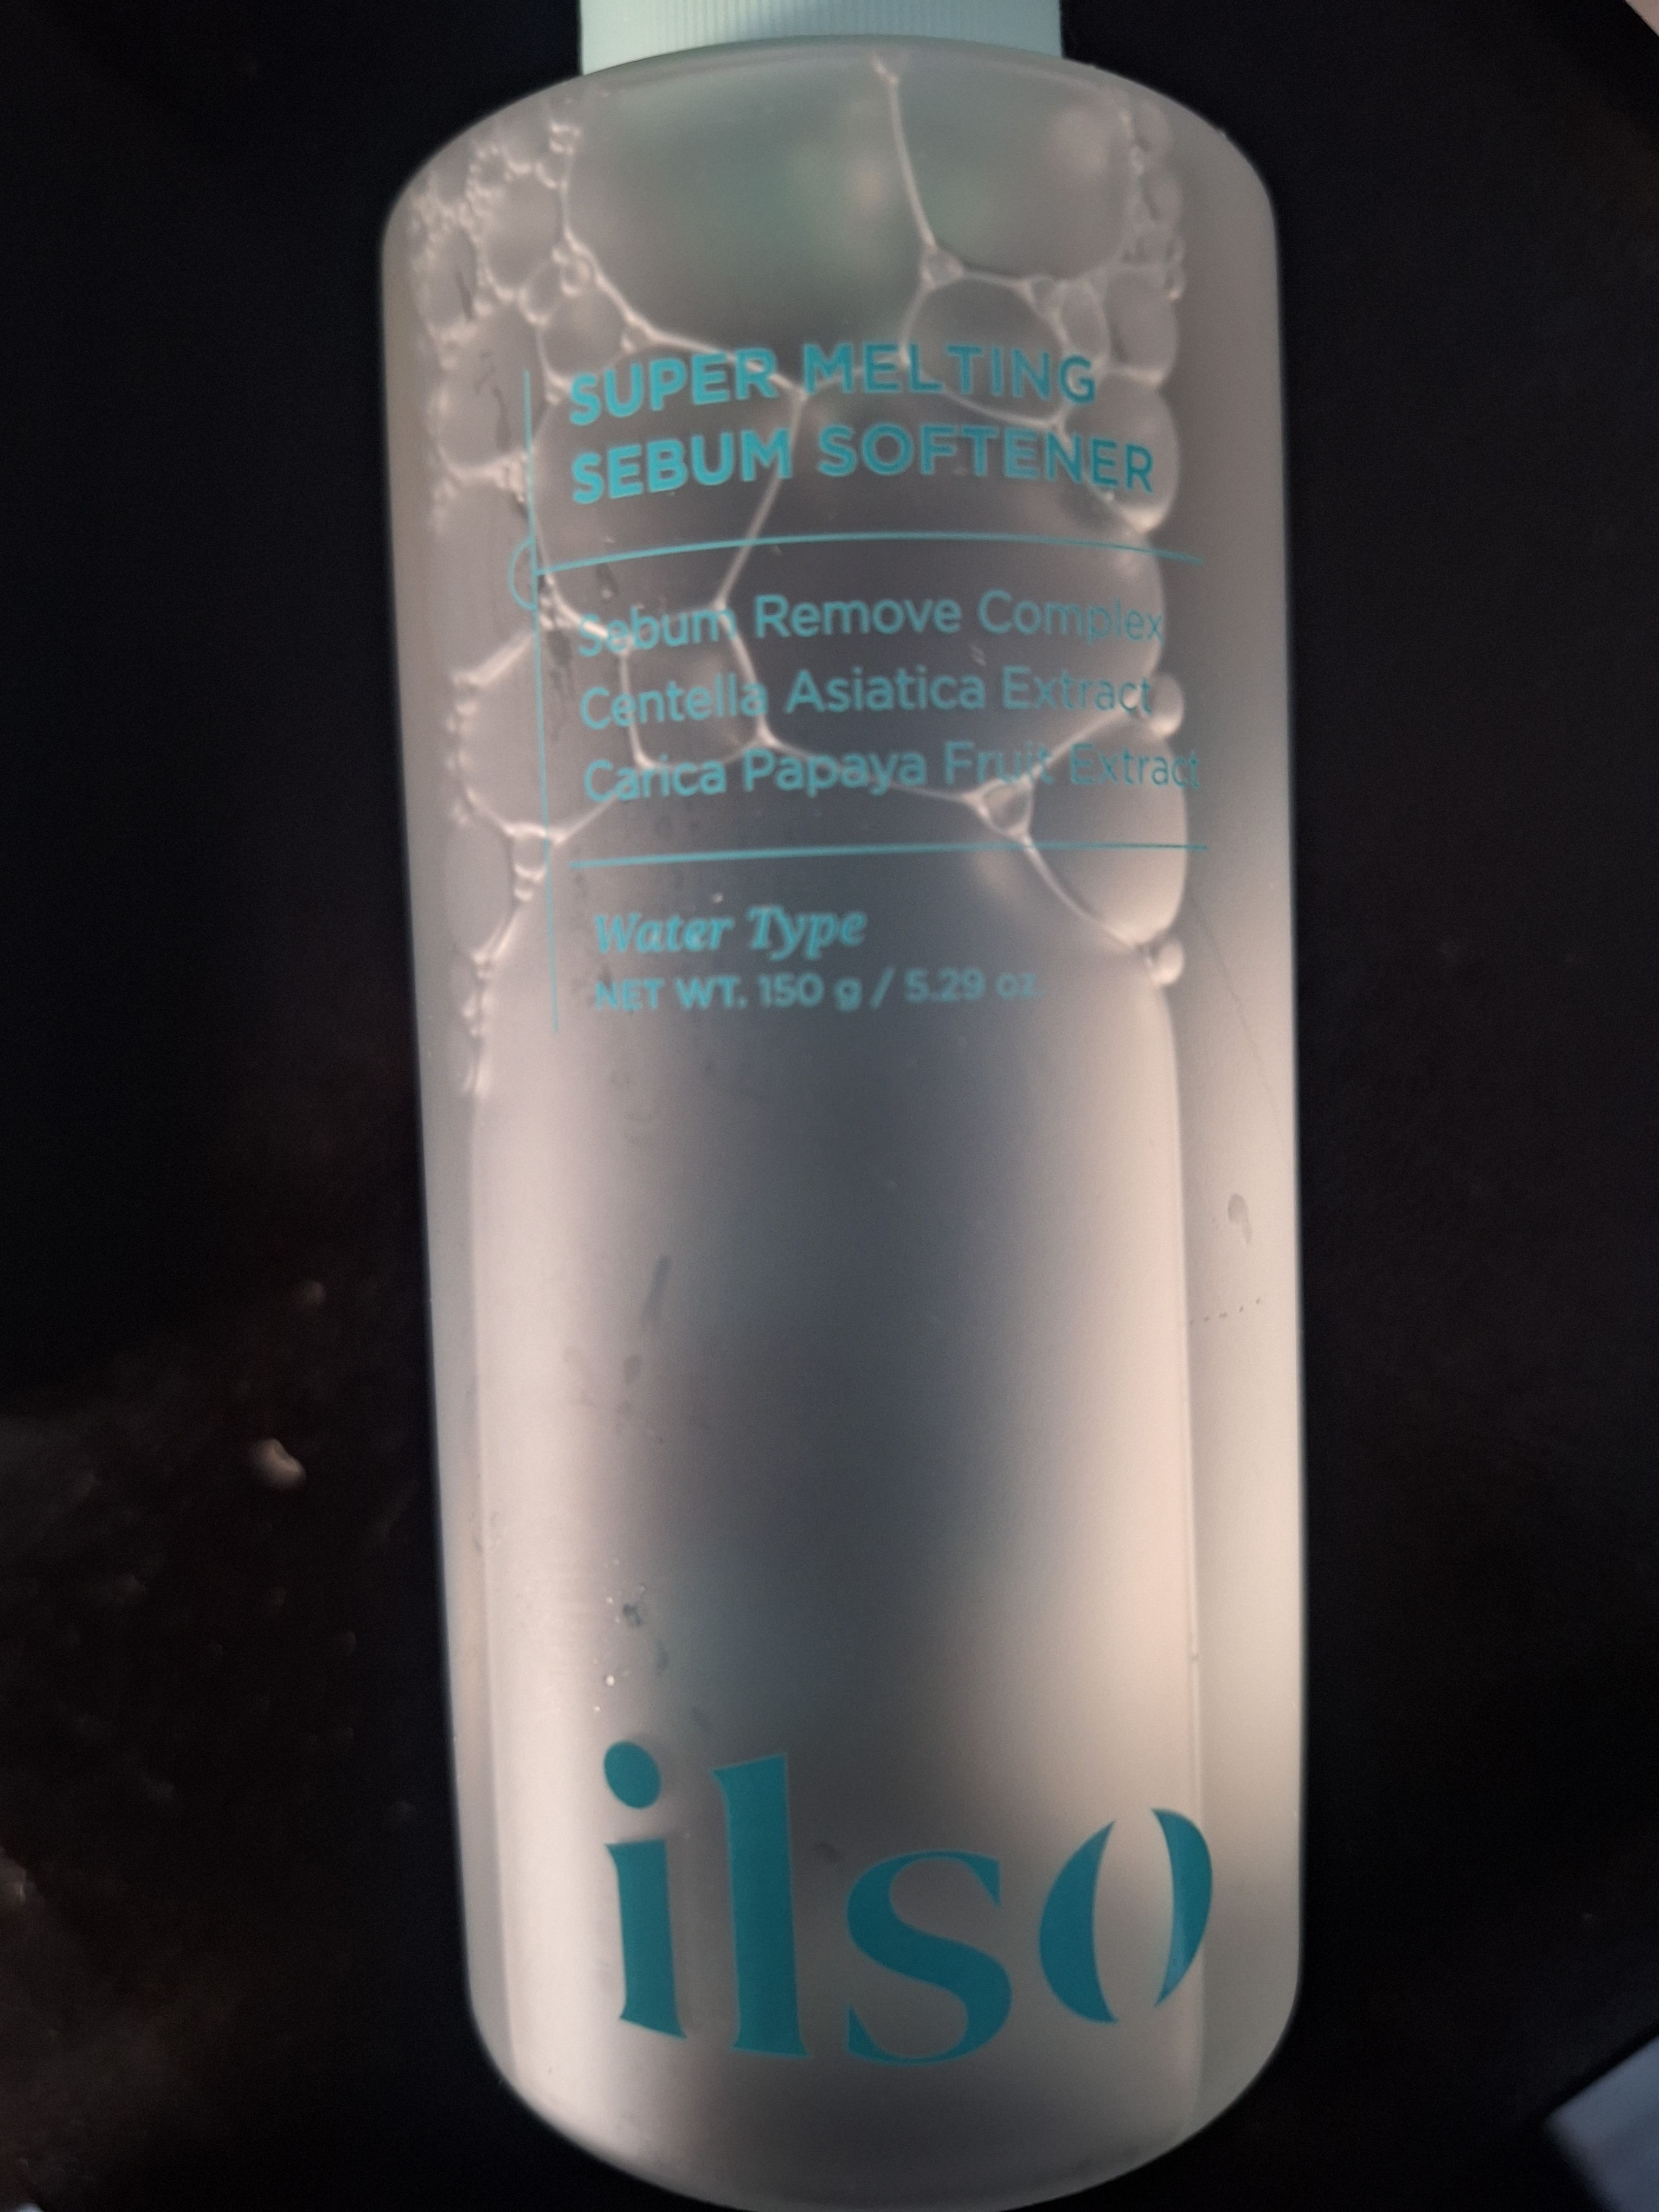 SUPER MELTING
SEBUM SOFTENER
Sebum Remove Complex
Centella Asiatica Extract
Carica Papaya Fruit Extract
Water Type
NET WT. 150 g / 5.29 oz.
ilso